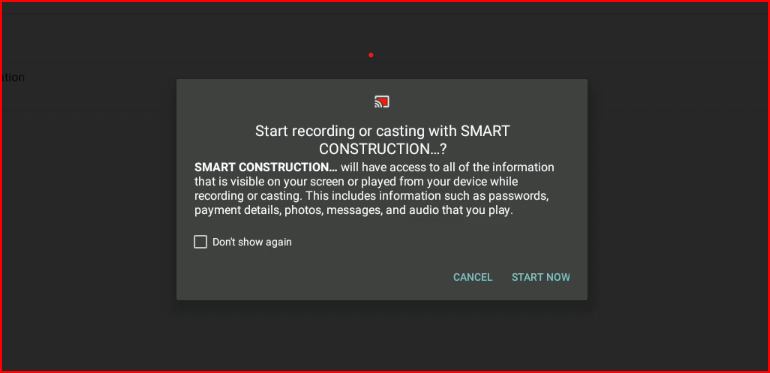 ation
Start recording or casting with SMART
CONSTRUCTION…?
SMART CONSTRUCTION… will have access to all of the information
that is visible on your screen or played from your device while
recording or casting. This includes information such as passwords,
payment details, photos, messages, and audio that you play.
Don't show again
CANCEL START NOW